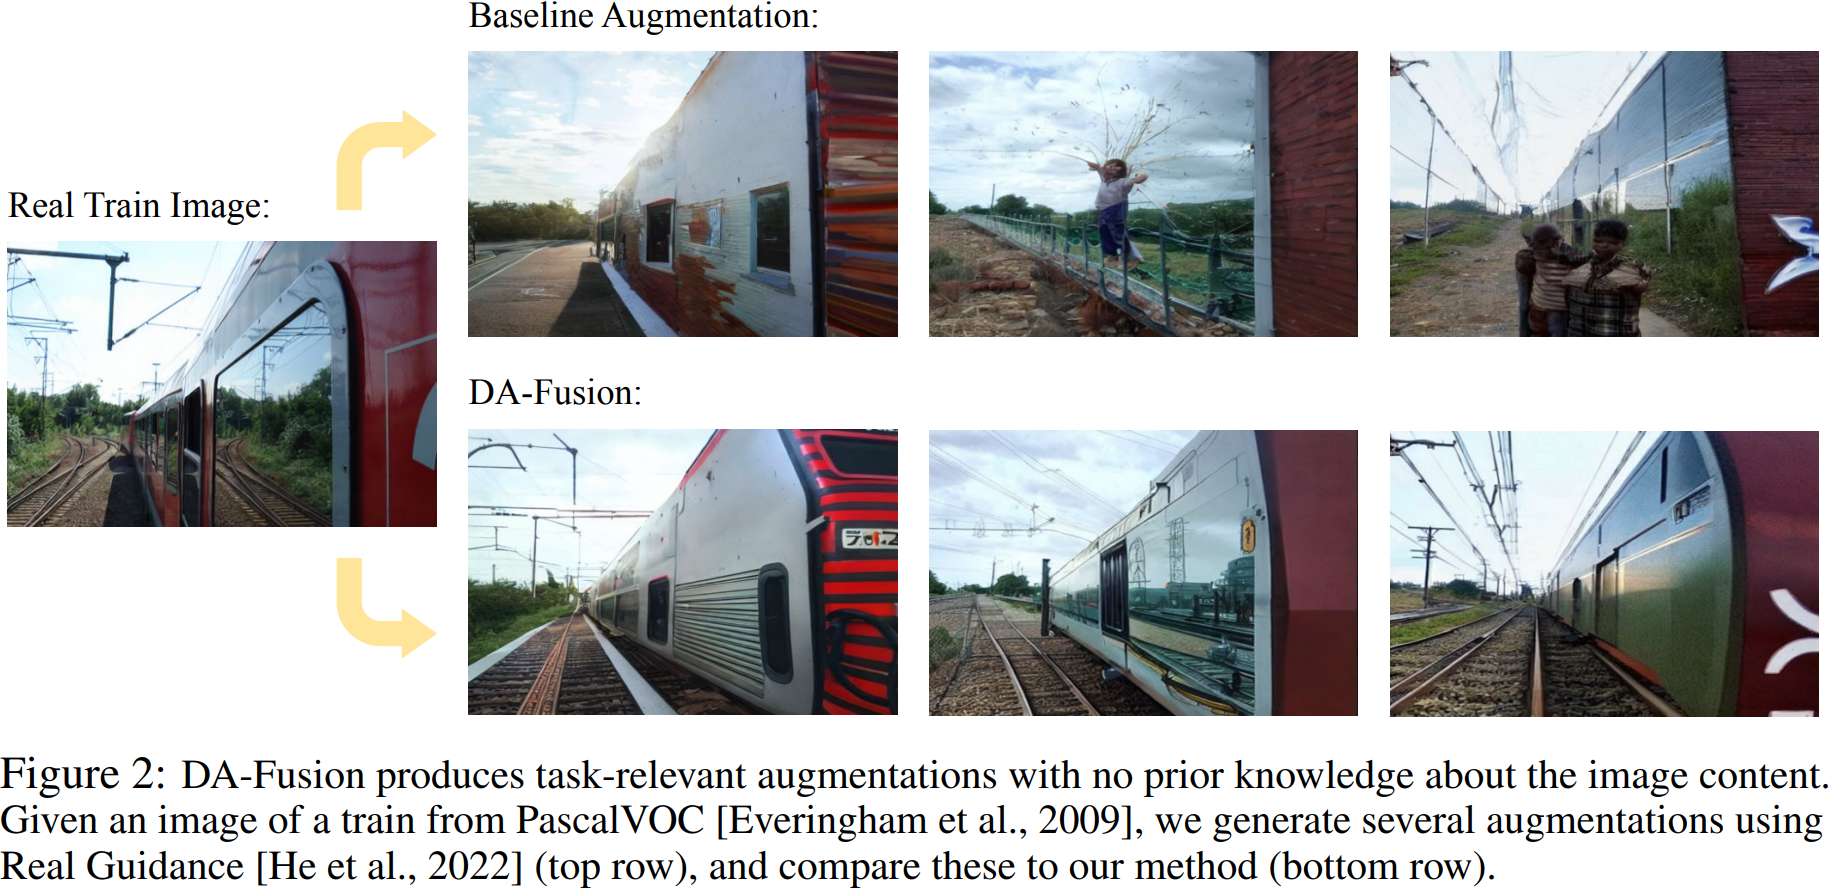 Baseline Augmentation:
Real Train Image:
DA-Fusion:
Figure 2: DA-Fusion produces task-relevant augmentations with no prior knowledge about the image content.
Given an image of a train from PascalVOC [Everingham et al., 2009], we generate several augmentations using
Real Guidance [He et al., 2022] (top row), and compare these to our method (bottom row).